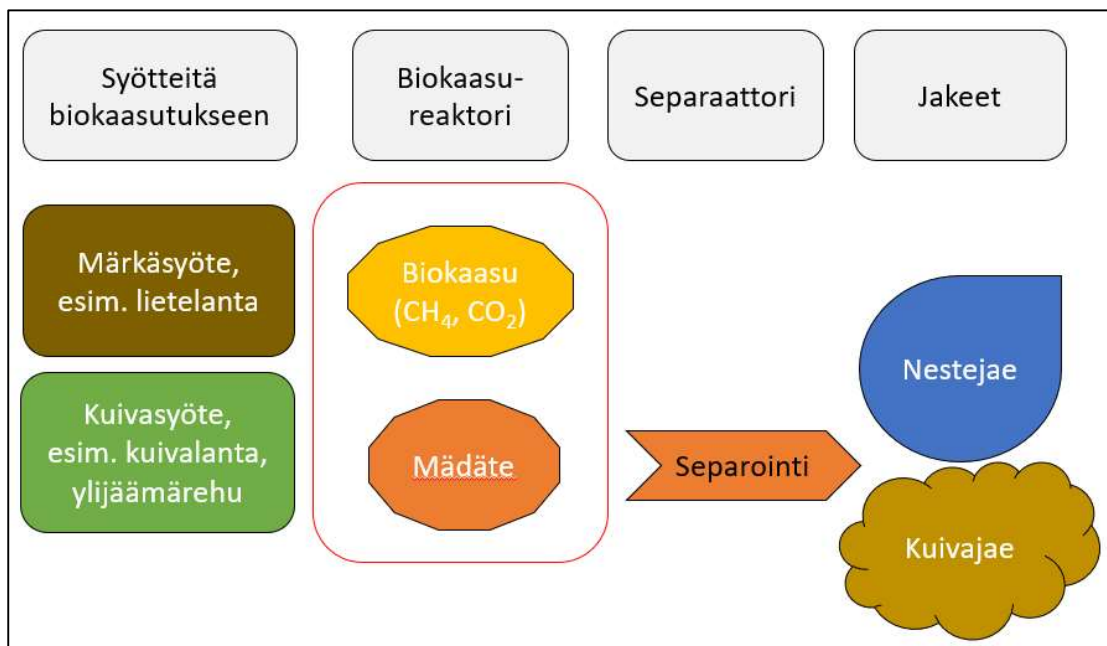 Syötteitä
biokaasutukseen
Biokaasu-
reaktori
Separaattori
Jakeet
Märkäsyöte,
esim. lietelanta
Kuivasyöte,
esim. kuivalanta,
ylijäämärehu
Biokaasu
(CH₄, CO₂)
Mädäte
Separointi
Nestejae
Kuivajae